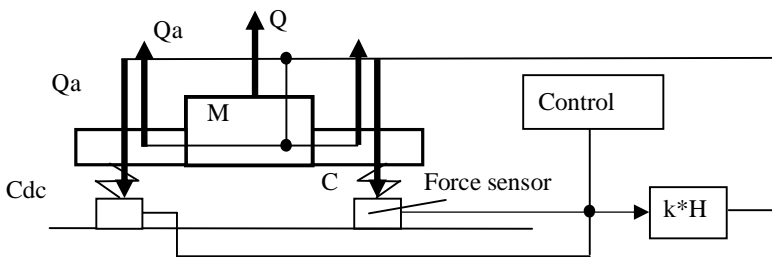 Q
Qa
Qa
M
Control
Cdc
C
Force sensor
k*H